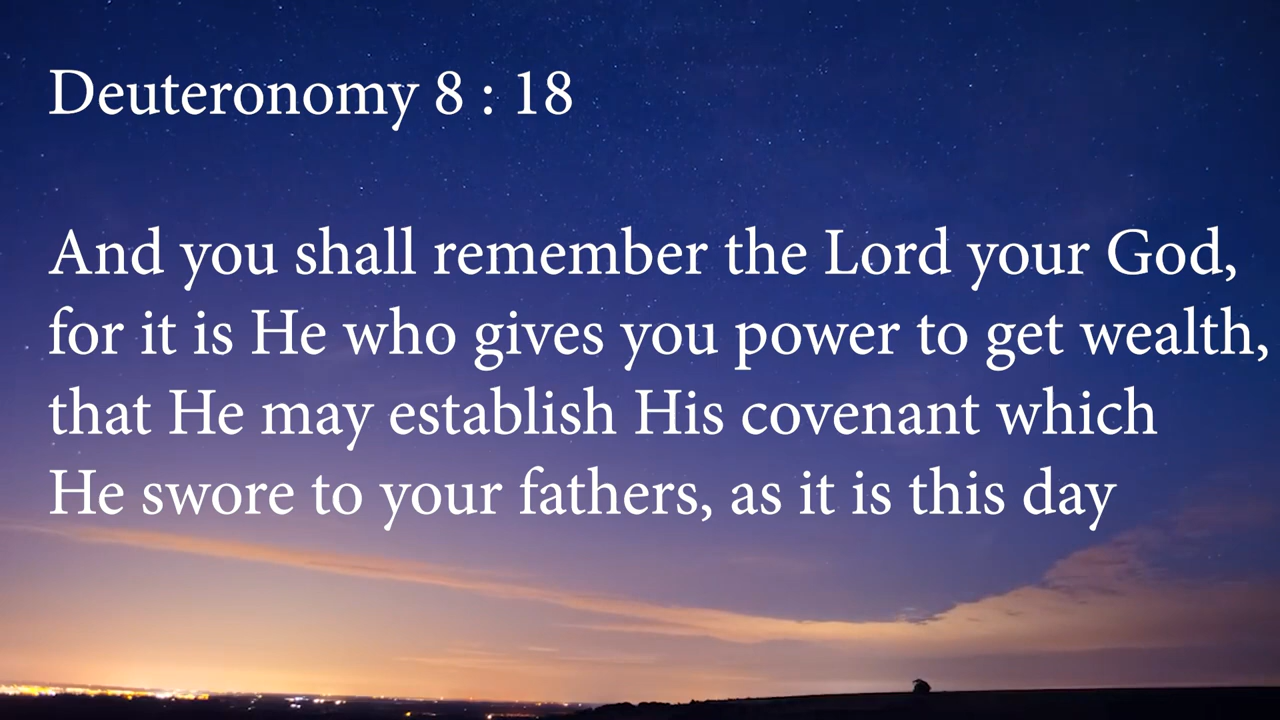 Deuteronomy 8 : 18
And you shall remember the Lord your God,
for it is He who gives you power to get wealth,
that He may establish His covenant which
He swore to your fathers, as it is this day